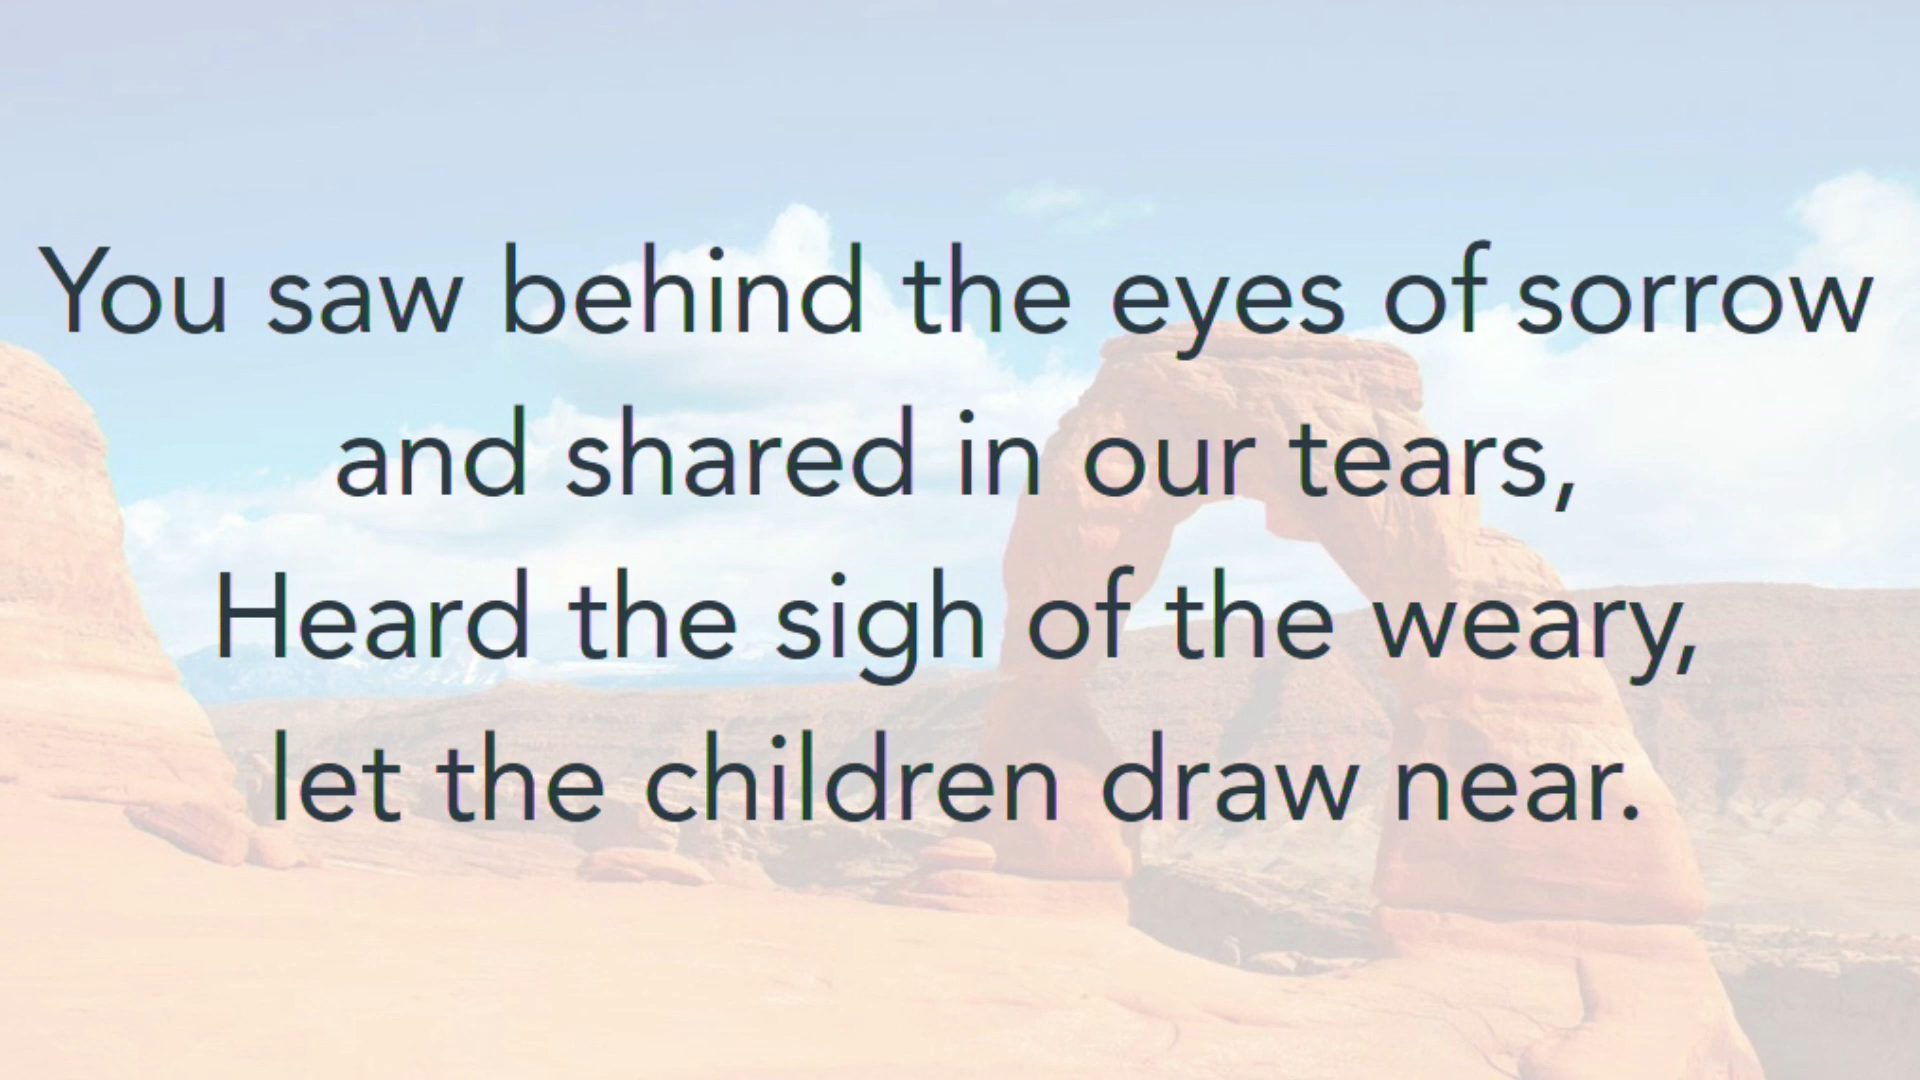 You saw behind the eyes of sorrow
and shared in our tears,
Heard the sigh of the weary,
let the children draw near.